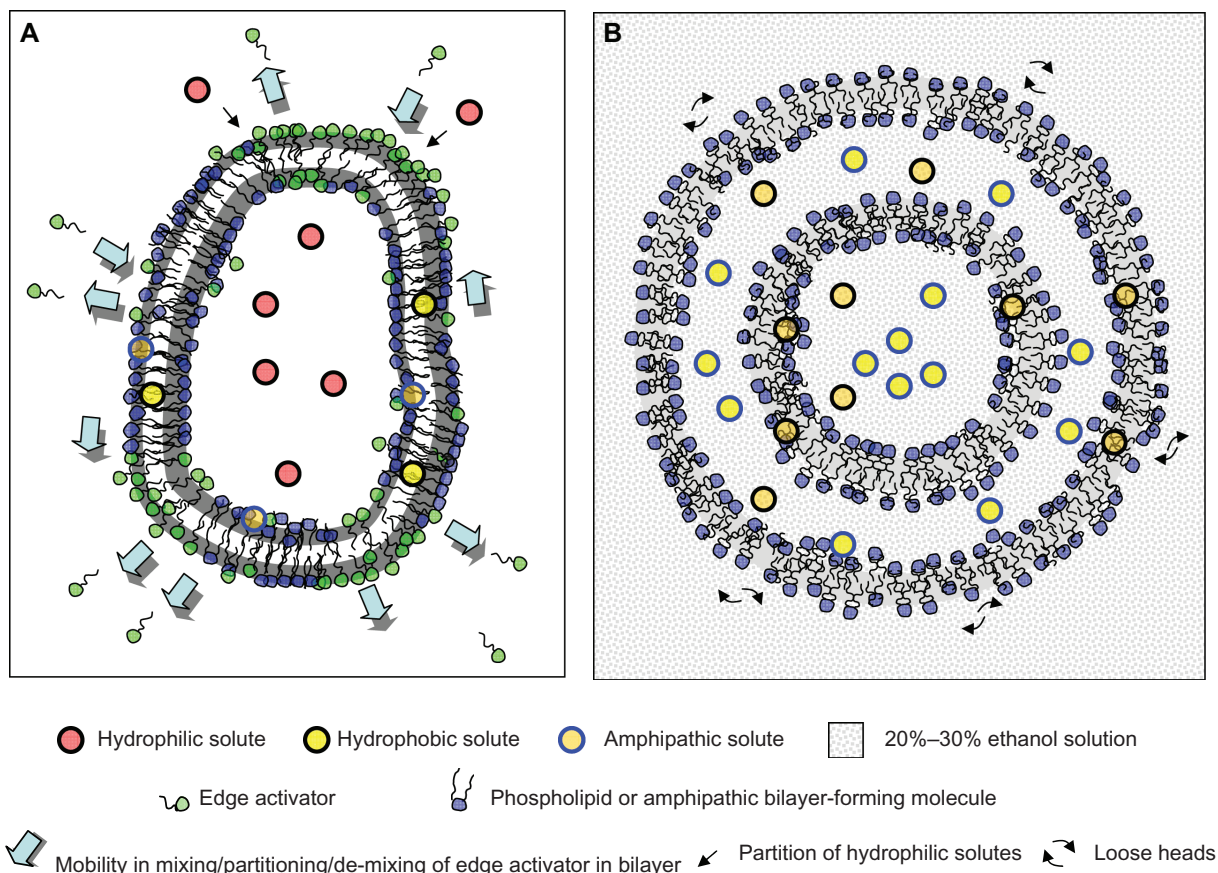 A
B
Hydrophilic solute
Hydrophobic solute
Amphipathic solute
20%–30% ethanol solution
Edge activator
Phospholipid or amphipathic bilayer-forming molecule
Mobility in mixing/partitioning/de-mixing of edge activator in bilayer
Partition of hydrophilic solutes
Loose heads